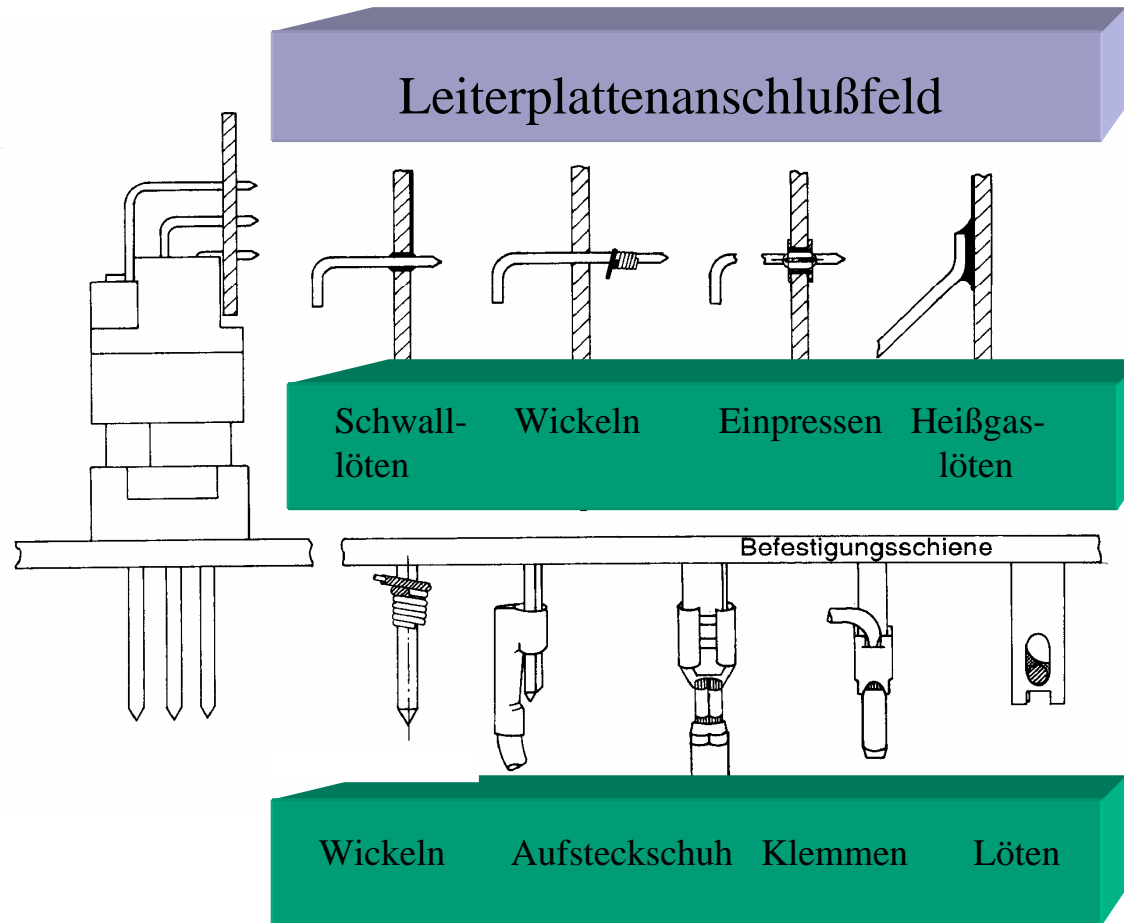 Leiterplattenanschlußfeld
Schwall-
löten
Wickeln
Einpressen
Heißgas-
löten
Befestigungsschiene
Wickeln
Aufsteckschuh
Klemmen
Löten